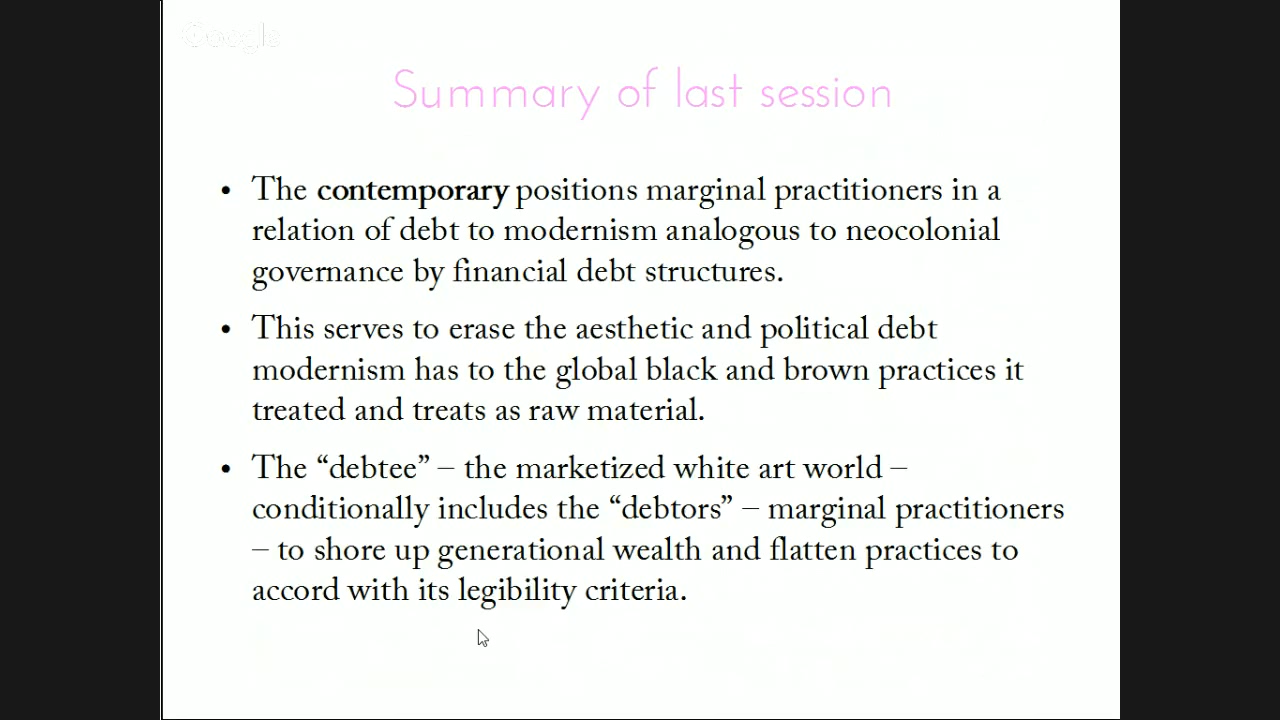 Google
Summary of last session
• The contemporary positions marginal practitioners in a
relation of debt to modernism analogous to neocolonial
governance by financial debt structures.
• This serves to erase the aesthetic and political debt
modernism has to the global black and brown practices it
treated and treats as raw material.
• The “debtee” – the marketized white art world –
conditionally includes the “debtors” – marginal practitioners
– to shore up generational wealth and flatten practices to
accord with its legibility criteria.